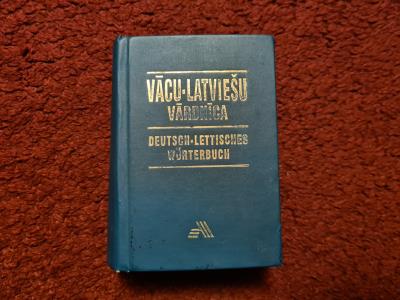 VĀCU-LATVIEŠU
VĀRDNĪCA
DEUTSCH-LETTISCHES
WÖRTERBUCH